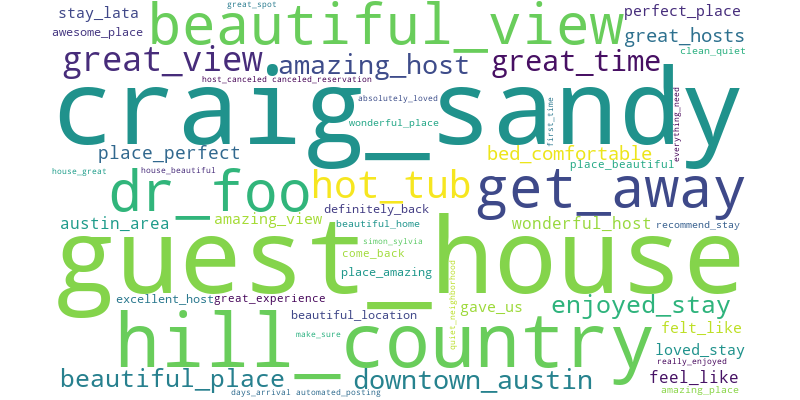 great_spot
stay_lata
beautiful_view
perfect_place
awesome_place
great_hosts
great_view
amazing_host
great_time
clean_quiet
host_canceled canceled_reservation
craig_sandy
absolutely_loved
everything_need
first_time
wonderful_place
place_perfect
bed_comfortable
place_beautiful
house_great
house_beautiful
dr_foo
hot_tub
get_away
definitely_back
austin_area
amazing_view
beautiful_home
wonderful_host
recommend_stay
guest_house
simon_sylvia
come_back
place_amazing
quiet_neighborhood
excellent_host
great_experience
gave_us
enjoyed_stay
beautiful_location
hill_country
make_sure
felt_like
loved_stay
really_enjoyed
beautiful_place
downtown_austin
feel_like
days_arrival automated_posting
amazing_place